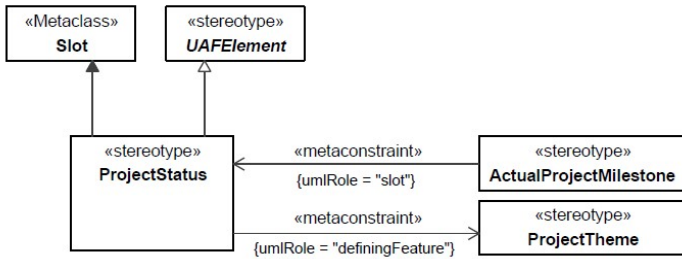 «Metaclass»
Slot
«stereotype»
UAFElement
«stereotype»
ProjectStatus
«metaconstraint»
{umlRole = "slot"}
«stereotype»
ActualProjectMilestone
«metaconstraint»
{umlRole = "definingFeature"}
«stereotype»
ProjectTheme